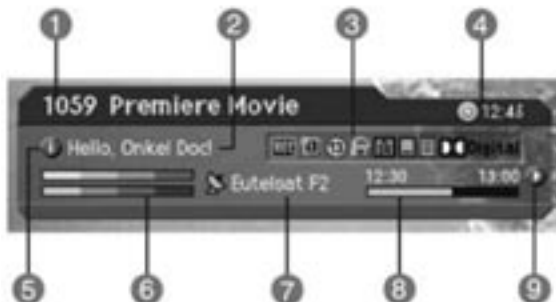 1 2 3 4
1059 Premiere Movie 12:45
Hello, Onkel Doc! Digital
Eutelsat F2 12:30 13:00
5 6 7 8 9